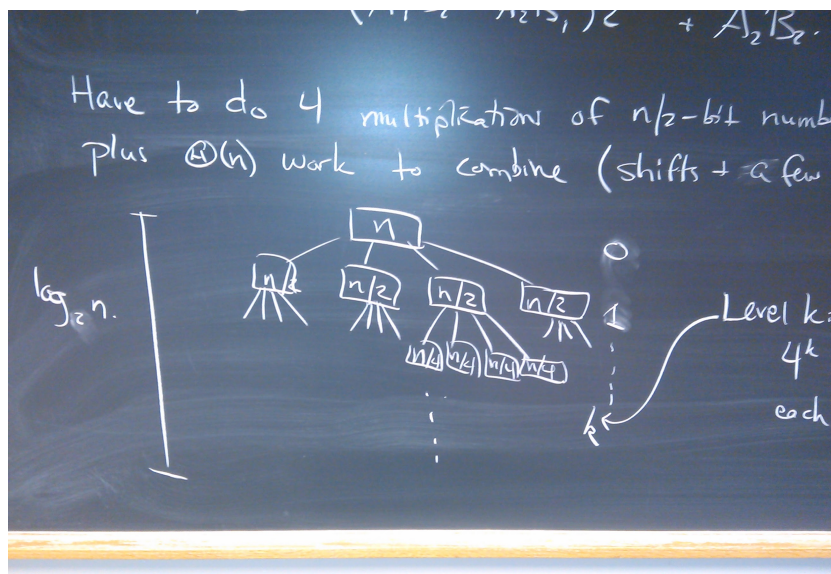 + A₂B₂.
Have to do 4 multiplications of n/2-bit numb
plus Θ(n) work to combine (shifts + a few
n
0
n/2 n/2 n/2 n/2
log₂n.
1
Level k:
n/4 n/4 n/4 n/4
4ᵏ
each
k